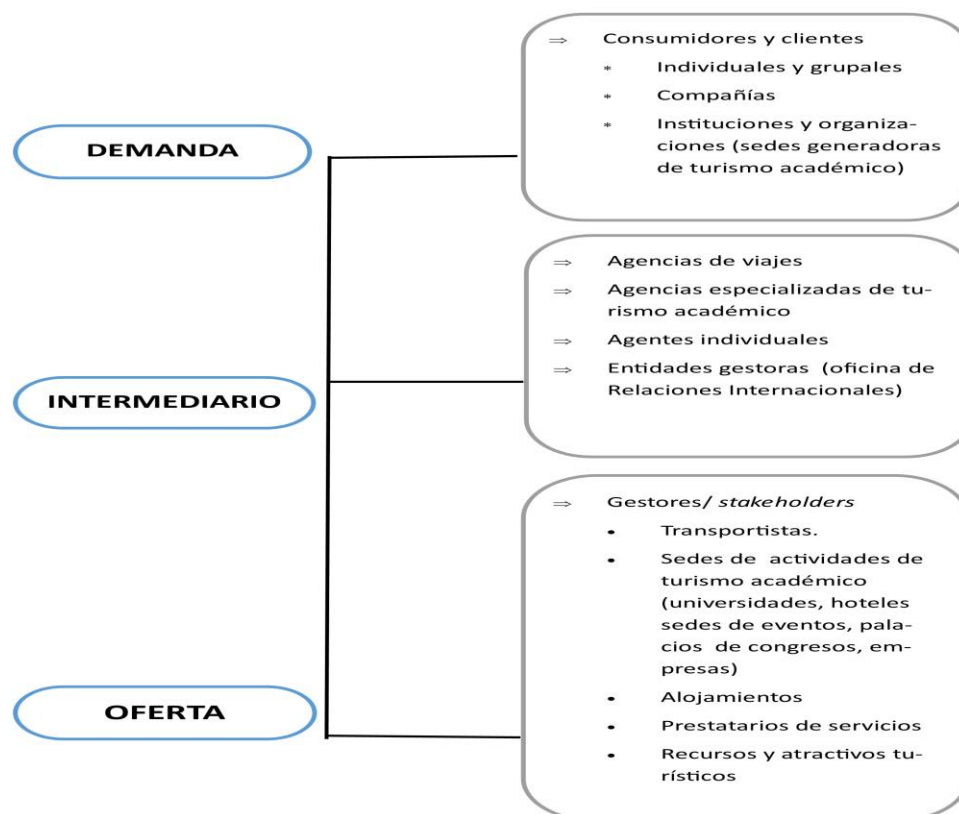 ⇒ Consumidores y clientes
* Individuales y grupales
* Compañías
* Instituciones y organiza-
ciones (sedes generadoras
de turismo académico)
DEMANDA
⇒ Agencias de viajes
⇒ Agencias especializadas de tu-
rismo académico
⇒ Agentes individuales
⇒ Entidades gestoras (oficina de
Relaciones Internacionales)
INTERMEDIARIO
⇒ Gestores/ stakeholders
• Transportistas.
• Sedes de actividades de
turismo académico
(universidades, hoteles
sedes de eventos, pala-
cios de congresos, em-
presas)
• Alojamientos
• Prestatarios de servicios
• Recursos y atractivos tu-
rísticos
OFERTA